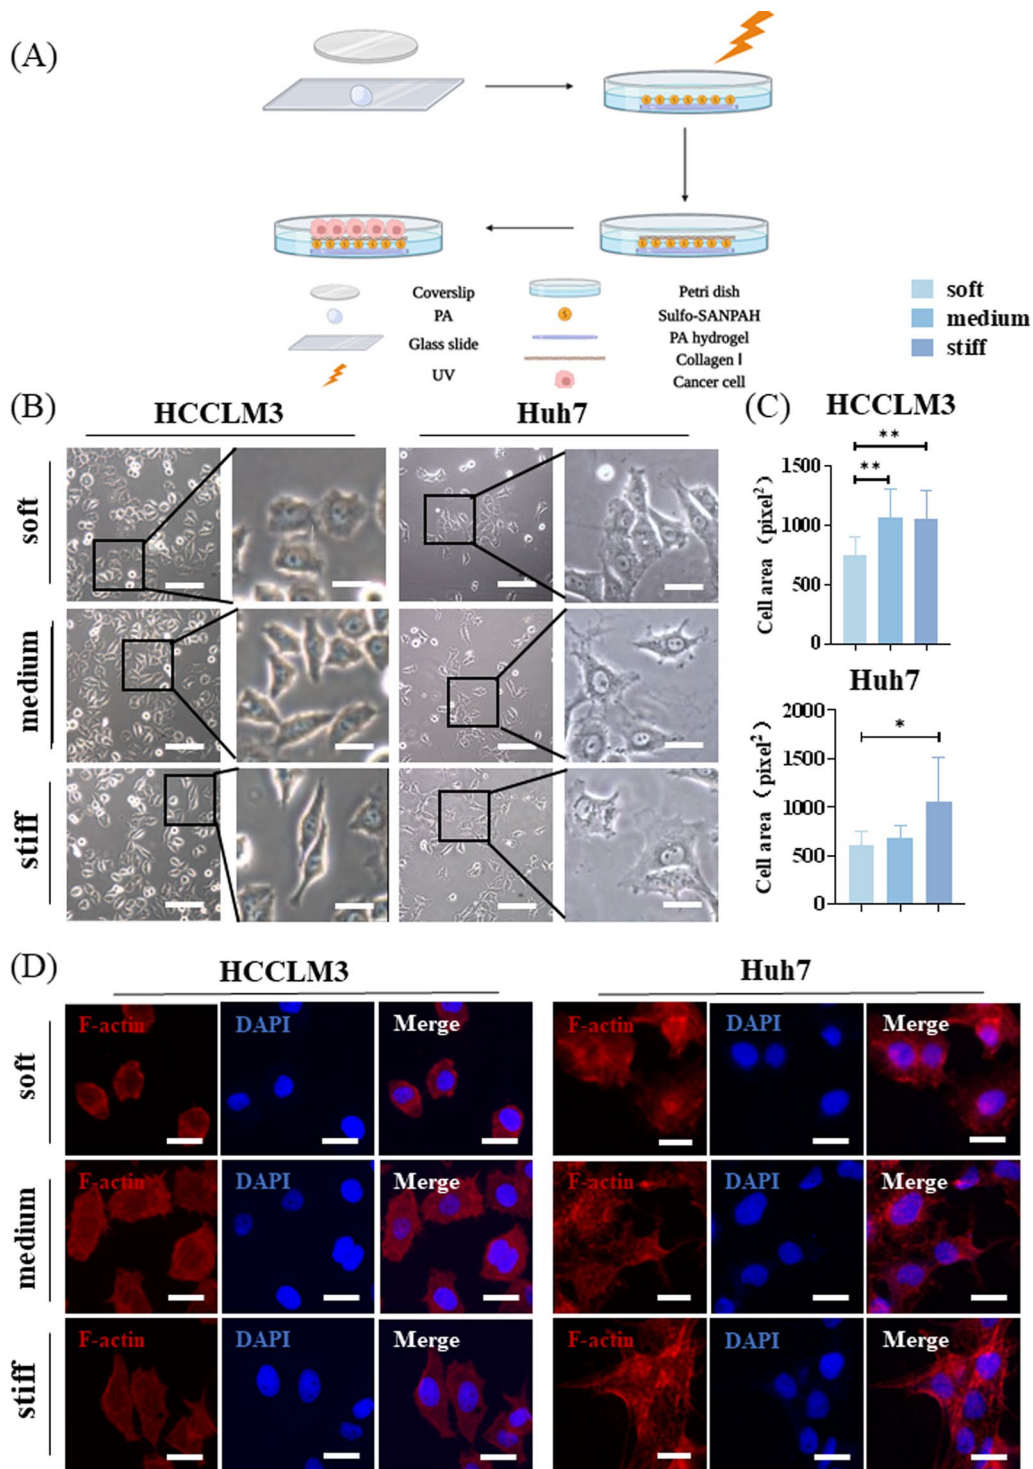 (A)
Coverslip
PA
Glass slide
UV
Petri dish
Sulfo-SANPAH
PA hydrogel
Collagen I
Cancer cell
soft
medium
stiff
(B)
HCCLM3
Huh7
soft
medium
stiff
(C)
HCCLM3
**
**
Cell area (pixel²)
1500
1000
500
0
Huh7
*
Cell area (pixel²)
2000
1500
1000
500
0
(D)
HCCLM3
Huh7
soft
F-actin
DAPI
Merge
F-actin
DAPI
Merge
medium
F-actin
DAPI
Merge
F-actin
DAPI
Merge
stiff
F-actin
DAPI
Merge
F-actin
DAPI
Merge